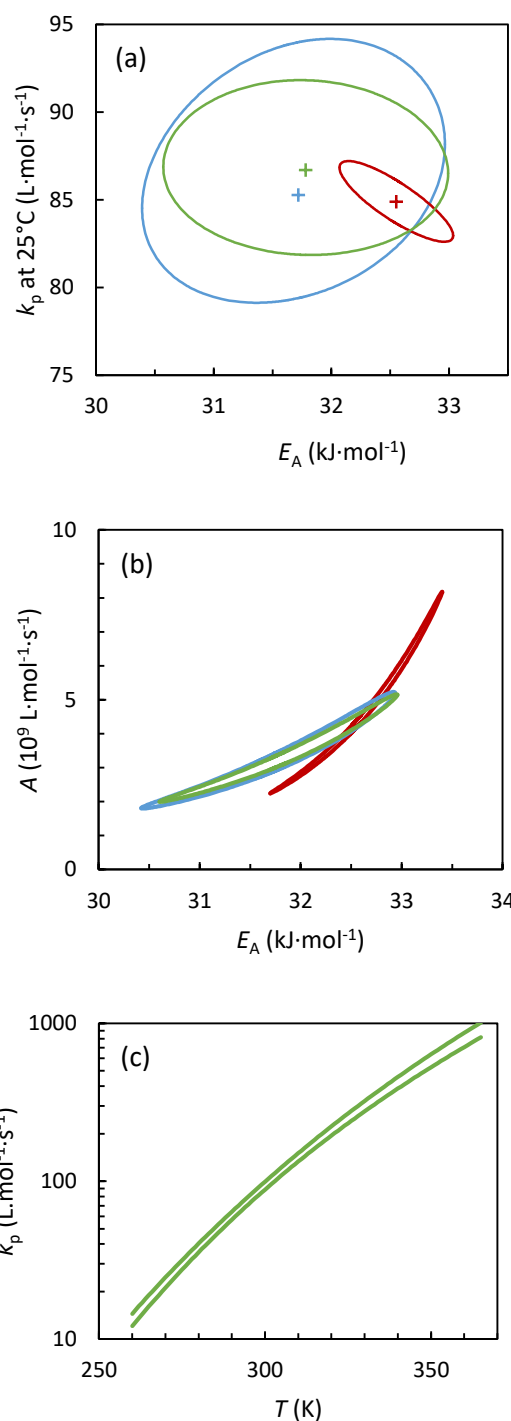 (a)
95
90
85
80
75
kp at 25°C (L·mol⁻¹·s⁻¹)
30 31 32 33
EA (kJ·mol⁻¹)
(b)
10
5
0
A (10⁹ L·mol⁻¹·s⁻¹)
30 31 32 33 34
EA (kJ·mol⁻¹)
(c)
1000
100
10
kp (L.mol⁻¹·s⁻¹)
250 300 350
T (K)